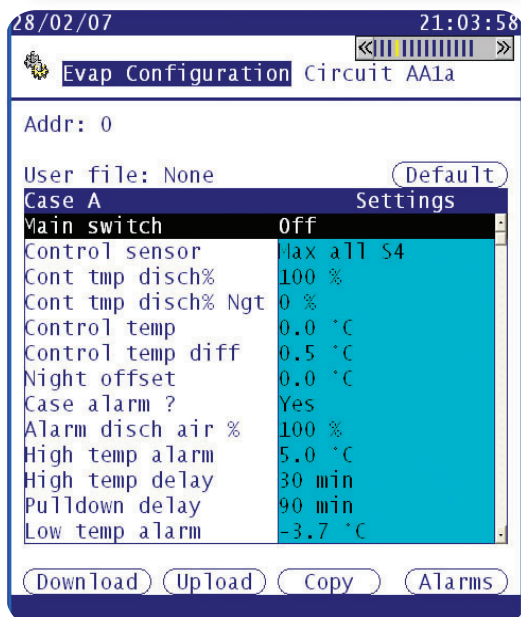 28/02/07 21:03:58
Evap Configuration Circuit AA1a
Addr: 0
User file: None (Default)
Case A Settings
Main switch Off
Control sensor Max all S4
Cont tmp disch% 100 %
Cont tmp disch% Ngt 0 %
Control temp 0.0 °C
Control temp diff 0.5 °C
Night offset 0.0 °C
Case alarm ? Yes
Alarm disch air % 100 %
High temp alarm 5.0 °C
High temp delay 30 min
Pulldown delay 90 min
Low temp alarm -3.7 °C
(Download) (Upload) (Copy) (Alarms)